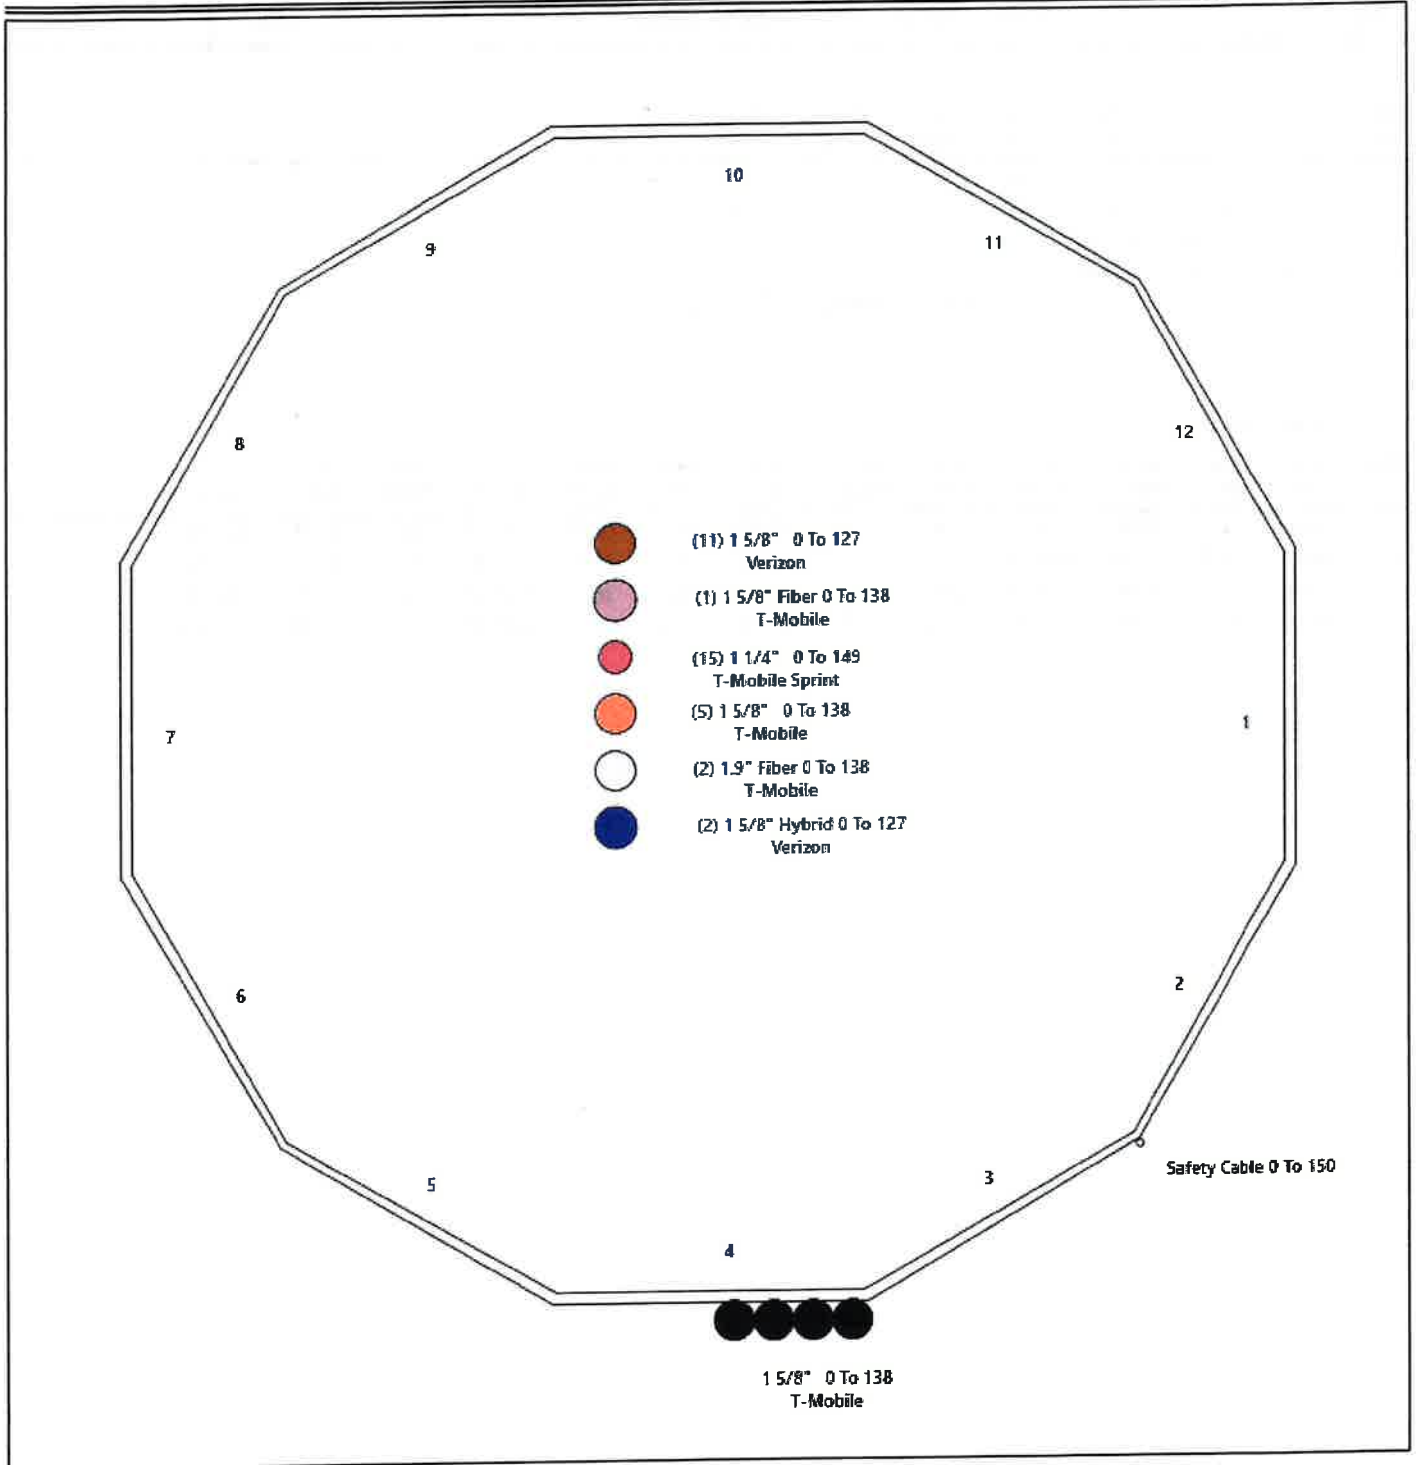 10
11
9
12
8
(11) 1 5/8" 0 To 127
Verizon
(1) 1 5/8" Fiber 0 To 138
T-Mobile
(15) 1 1/4" 0 To 149
T-Mobile Sprint
(5) 1 5/8" 0 To 138
T-Mobile
(2) 1.9" Fiber 0 To 138
T-Mobile
(2) 1 5/8" Hybrid 0 To 127
Verizon
7
1
6
2
5
3
Safety Cable 0 To 150
4
1 5/8" 0 To 138
T-Mobile